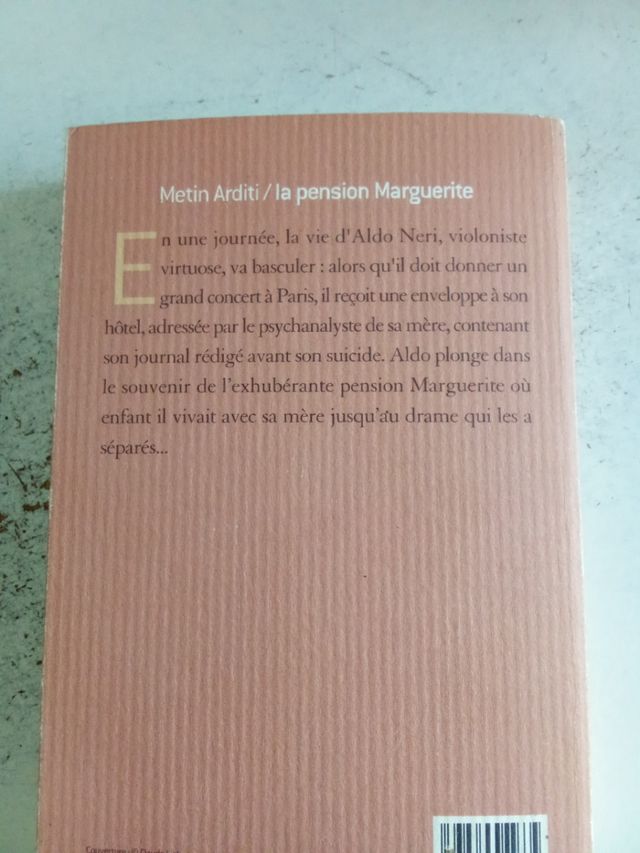 Metin Arditi / la pension Marguerite
En une journée, la vie d'Aldo Neri, violoniste
virtuose, va basculer : alors qu'il doit donner un
grand concert à Paris, il reçoit une enveloppe à son
hôtel, adressée par le psychanalyste de sa mère, contenant
son journal rédigé avant son suicide. Aldo plonge dans
le souvenir de l'exhubérante pension Marguerite où
enfant il vivait avec sa mère jusqu'au drame qui les a
séparés...